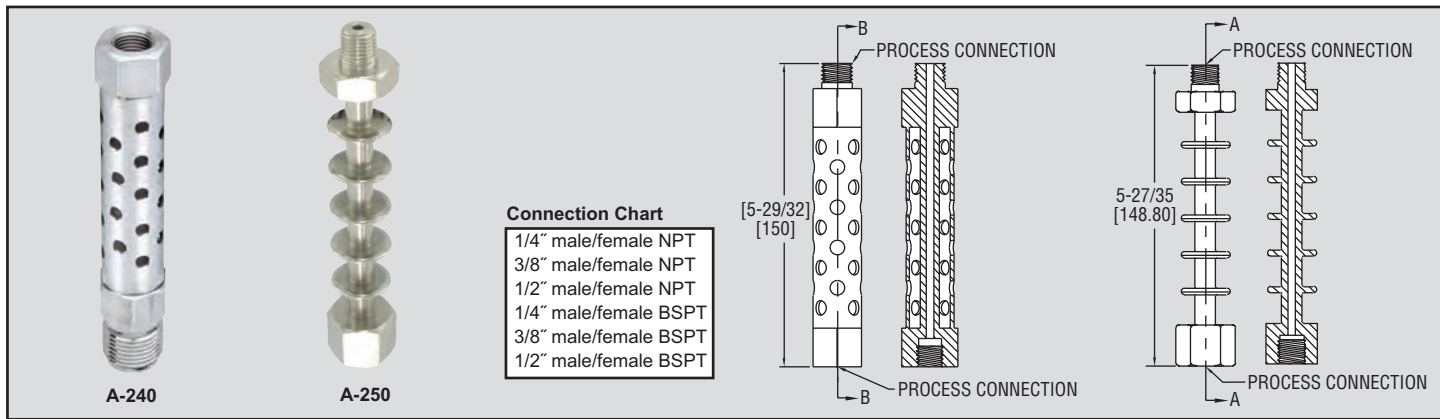 A-240
A-250
Connection Chart
1/4˝ male/female NPT
3/8˝ male/female NPT
1/2˝ male/female NPT
1/4˝ male/female BSPT
3/8˝ male/female BSPT
1/2˝ male/female BSPT
B
PROCESS CONNECTION
[5-29/32]
[150]
PROCESS CONNECTION
B
A
PROCESS CONNECTION
5-27/35
[148.80]
PROCESS CONNECTION
A